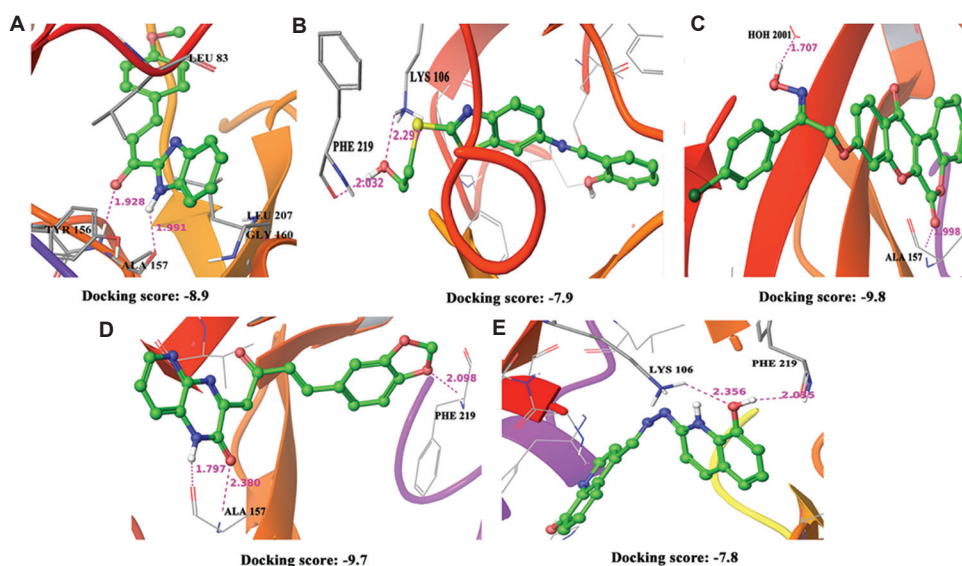 A
LEU 83
1.928
1.991
TYR 156
ALA 157
LEU 207
GLY 160
Docking score: -8.9
B
LYS 106
PHE 219
2.29
2.032
Docking score: -7.9
C
HOH 2001
1.707
.998
ALA 157
Docking score: -9.8
D
2.098
PHE 219
1.797
2.380
ALA 157
Docking score: -9.7
E
LYS 106
PHE 219
2.356
Docking score: -7.8